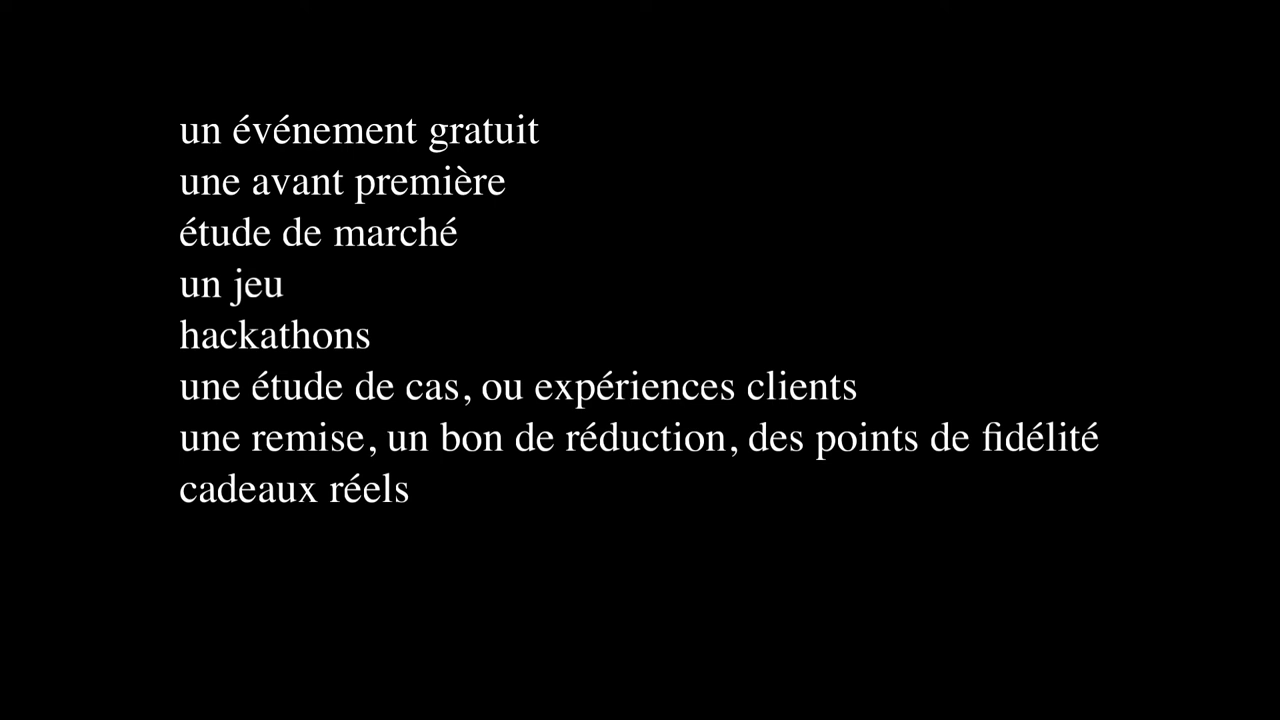 un événement gratuit
une avant première
étude de marché
un jeu
hackathons
une étude de cas, ou expériences clients
une remise, un bon de réduction, des points de fidélité
cadeaux réels